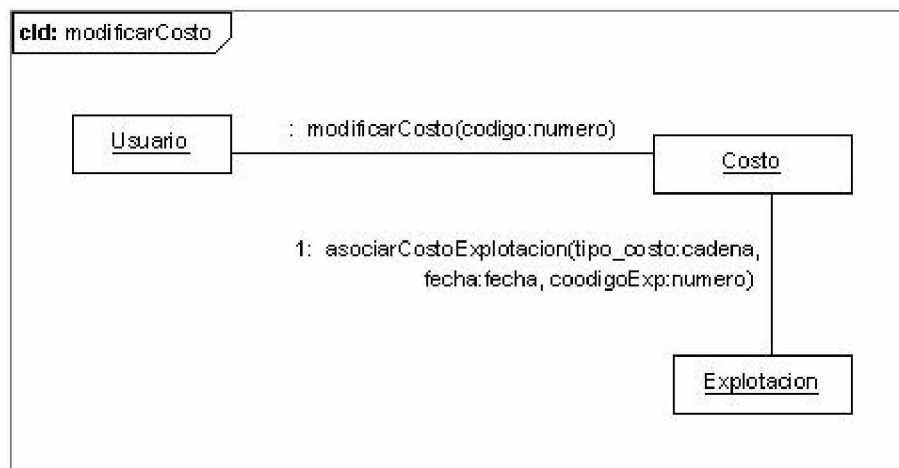 cld: modificarCosto
Usuario
: modificarCosto(codigo:numero)
Costo
1: asociarCostoExplotacion(tipo_costo:cadena,
fecha:fecha, coodigoExp:numero)
Explotacion